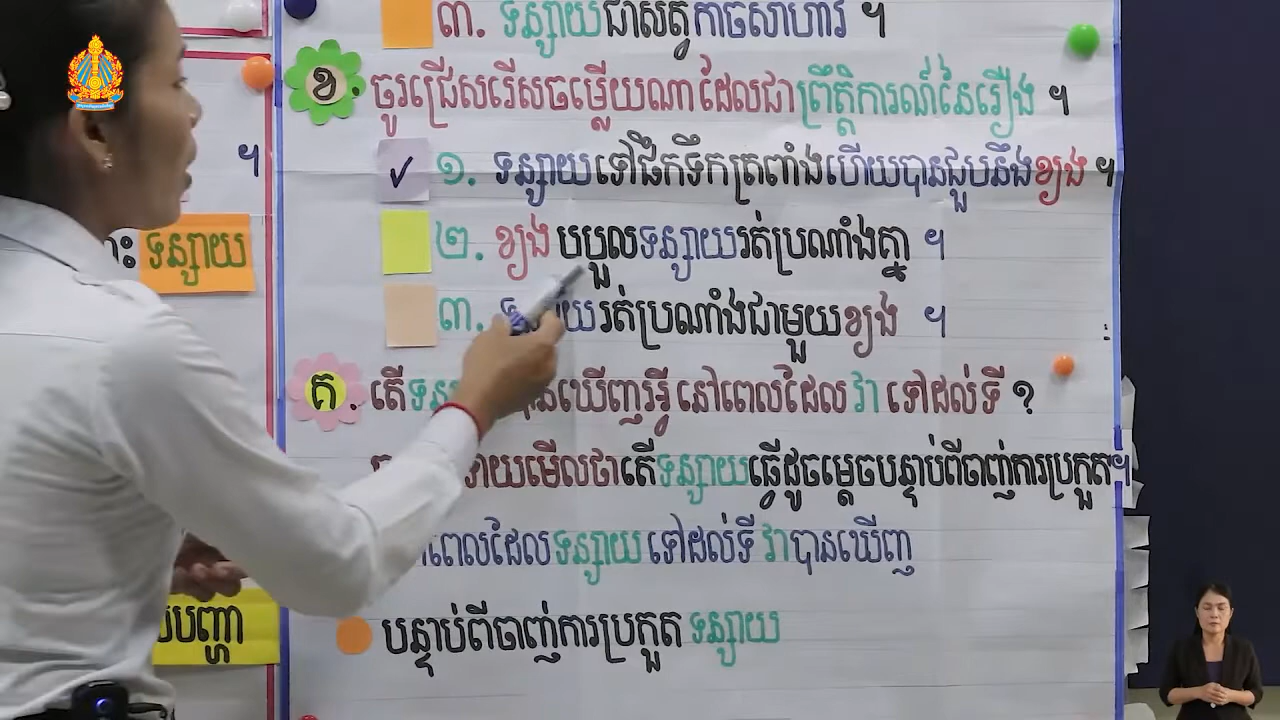 ៣. ទន្សាយជាសត្វកាចសាហាវ ។
ខ. ចូរជ្រើសរើសចម្លើយណាដែលជាព្រឹត្តិការណ៍នៃរឿង ។
១. ទន្សាយទៅផឹកទឹកត្រពាំងហើយបានជួបនឹងខ្យង ។
២. ខ្យង បបួលទន្សាយរត់ប្រណាំងគ្នា ។
៣. រត់ប្រណាំងជាមួយខ្យង ។
គ. តើ បានឃើញអ្វី នៅពេលដែល វា ទៅដល់ទី ?
មើលថាតើទន្សាយធ្វើដូចម្តេចបន្ទាប់ពីចាញ់ការប្រកួត។
ពេលដែលទន្សាយ ទៅដល់ទី វាបានឃើញ
បន្ទាប់ពីចាញ់ការប្រកួត ទន្សាយ
។
ទន្សាយ
បញ្ហា